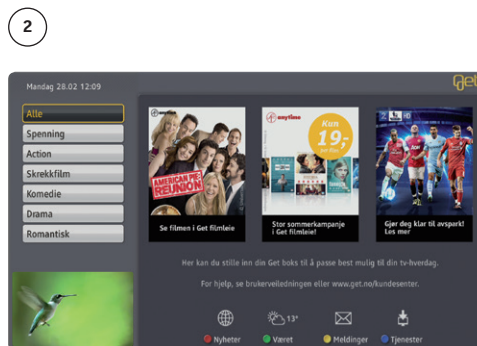 2
Mandag 28.02 12:09
Get
Alle
Spenning
Action
Skrekkfilm
Komedie
Drama
Romantisk
AMERICAN PIE
REUNION
Se filmen i Get filmleie
anytime
Kun
19,-
per film
Stor sommerkampanje
i Get filmleie!
HD
Gjør deg klar til avspark!
Les mer
Her kan du stille inn din Get boks til å passe best mulig til din tv-hverdag.
For hjelp, se brukerveiledningen eller www.get.no/kundesenter.
13°
Nyheter
Været
Meldinger
Tjenester